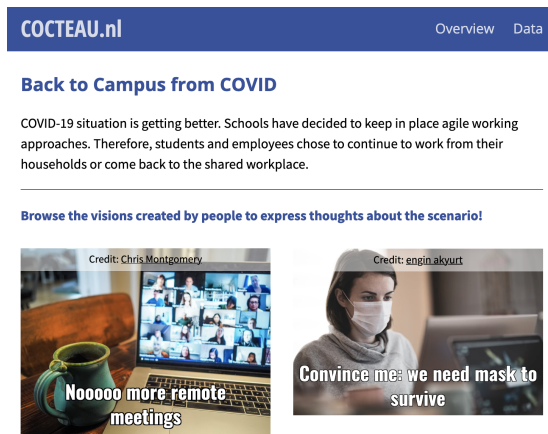 COCTEAU.nl
Overview Data
Back to Campus from COVID
COVID-19 situation is getting better. Schools have decided to keep in place agile working
approaches. Therefore, students and employees chose to continue to work from their
households or come back to the shared workplace.
Browse the visions created by people to express thoughts about the scenario!
Credit: Chris Montgomery
Nooooo more remote
meetings
Credit: engin akyurt
Convince me: we need mask to
survive